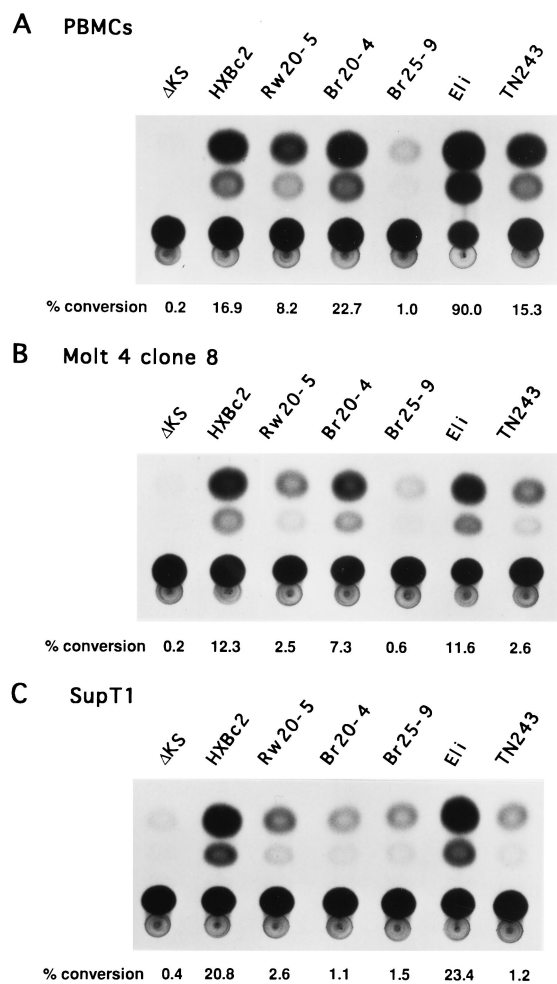 A PBMCs
ΔKS HXBc2 Rw20-5 Br20-4 Br25-9 Eli TN243
% conversion 0.2 16.9 8.2 22.7 1.0 90.0 15.3
B Molt 4 clone 8
ΔKS HXBc2 Rw20-5 Br20-4 Br25-9 Eli TN243
% conversion 0.2 12.3 2.5 7.3 0.6 11.6 2.6
C SupT1
ΔKS HXBc2 Rw20-5 Br20-4 Br25-9 Eli TN243
% conversion 0.4 20.8 2.6 1.1 1.5 23.4 1.2